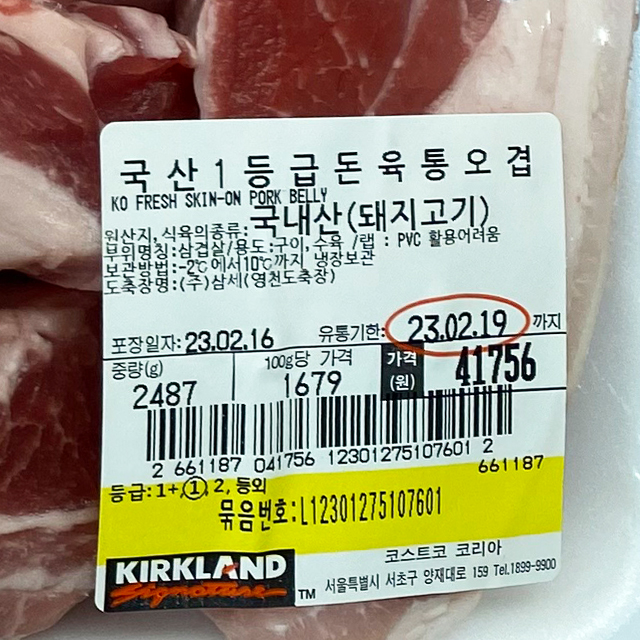 국산1등급돈육통오겹
KO FRESH SKIN-ON PORK BELLY
원산지,식육의종류: 국내산(돼지고기)
부위명칭:삼겹살/용도:구이,수육 /랩 : PVC 활용어려움
보관방법:-2℃에서10℃까지 냉장보관
도축장명:(주)삼세(영천도축장)
포장일자:23.02.16 유통기한: 23.02.19 까지
중량(g) 100g당 가격 가격(원)
2487 1679 41756
2 661187 041756 12301275107601 2
661187
등급:1+,①,2,등외
묶음번호:L12301275107601
KIRKLAND
Signature™
코스트코 코리아
서울특별시 서초구 양재대로 159 Tel.1899-9900